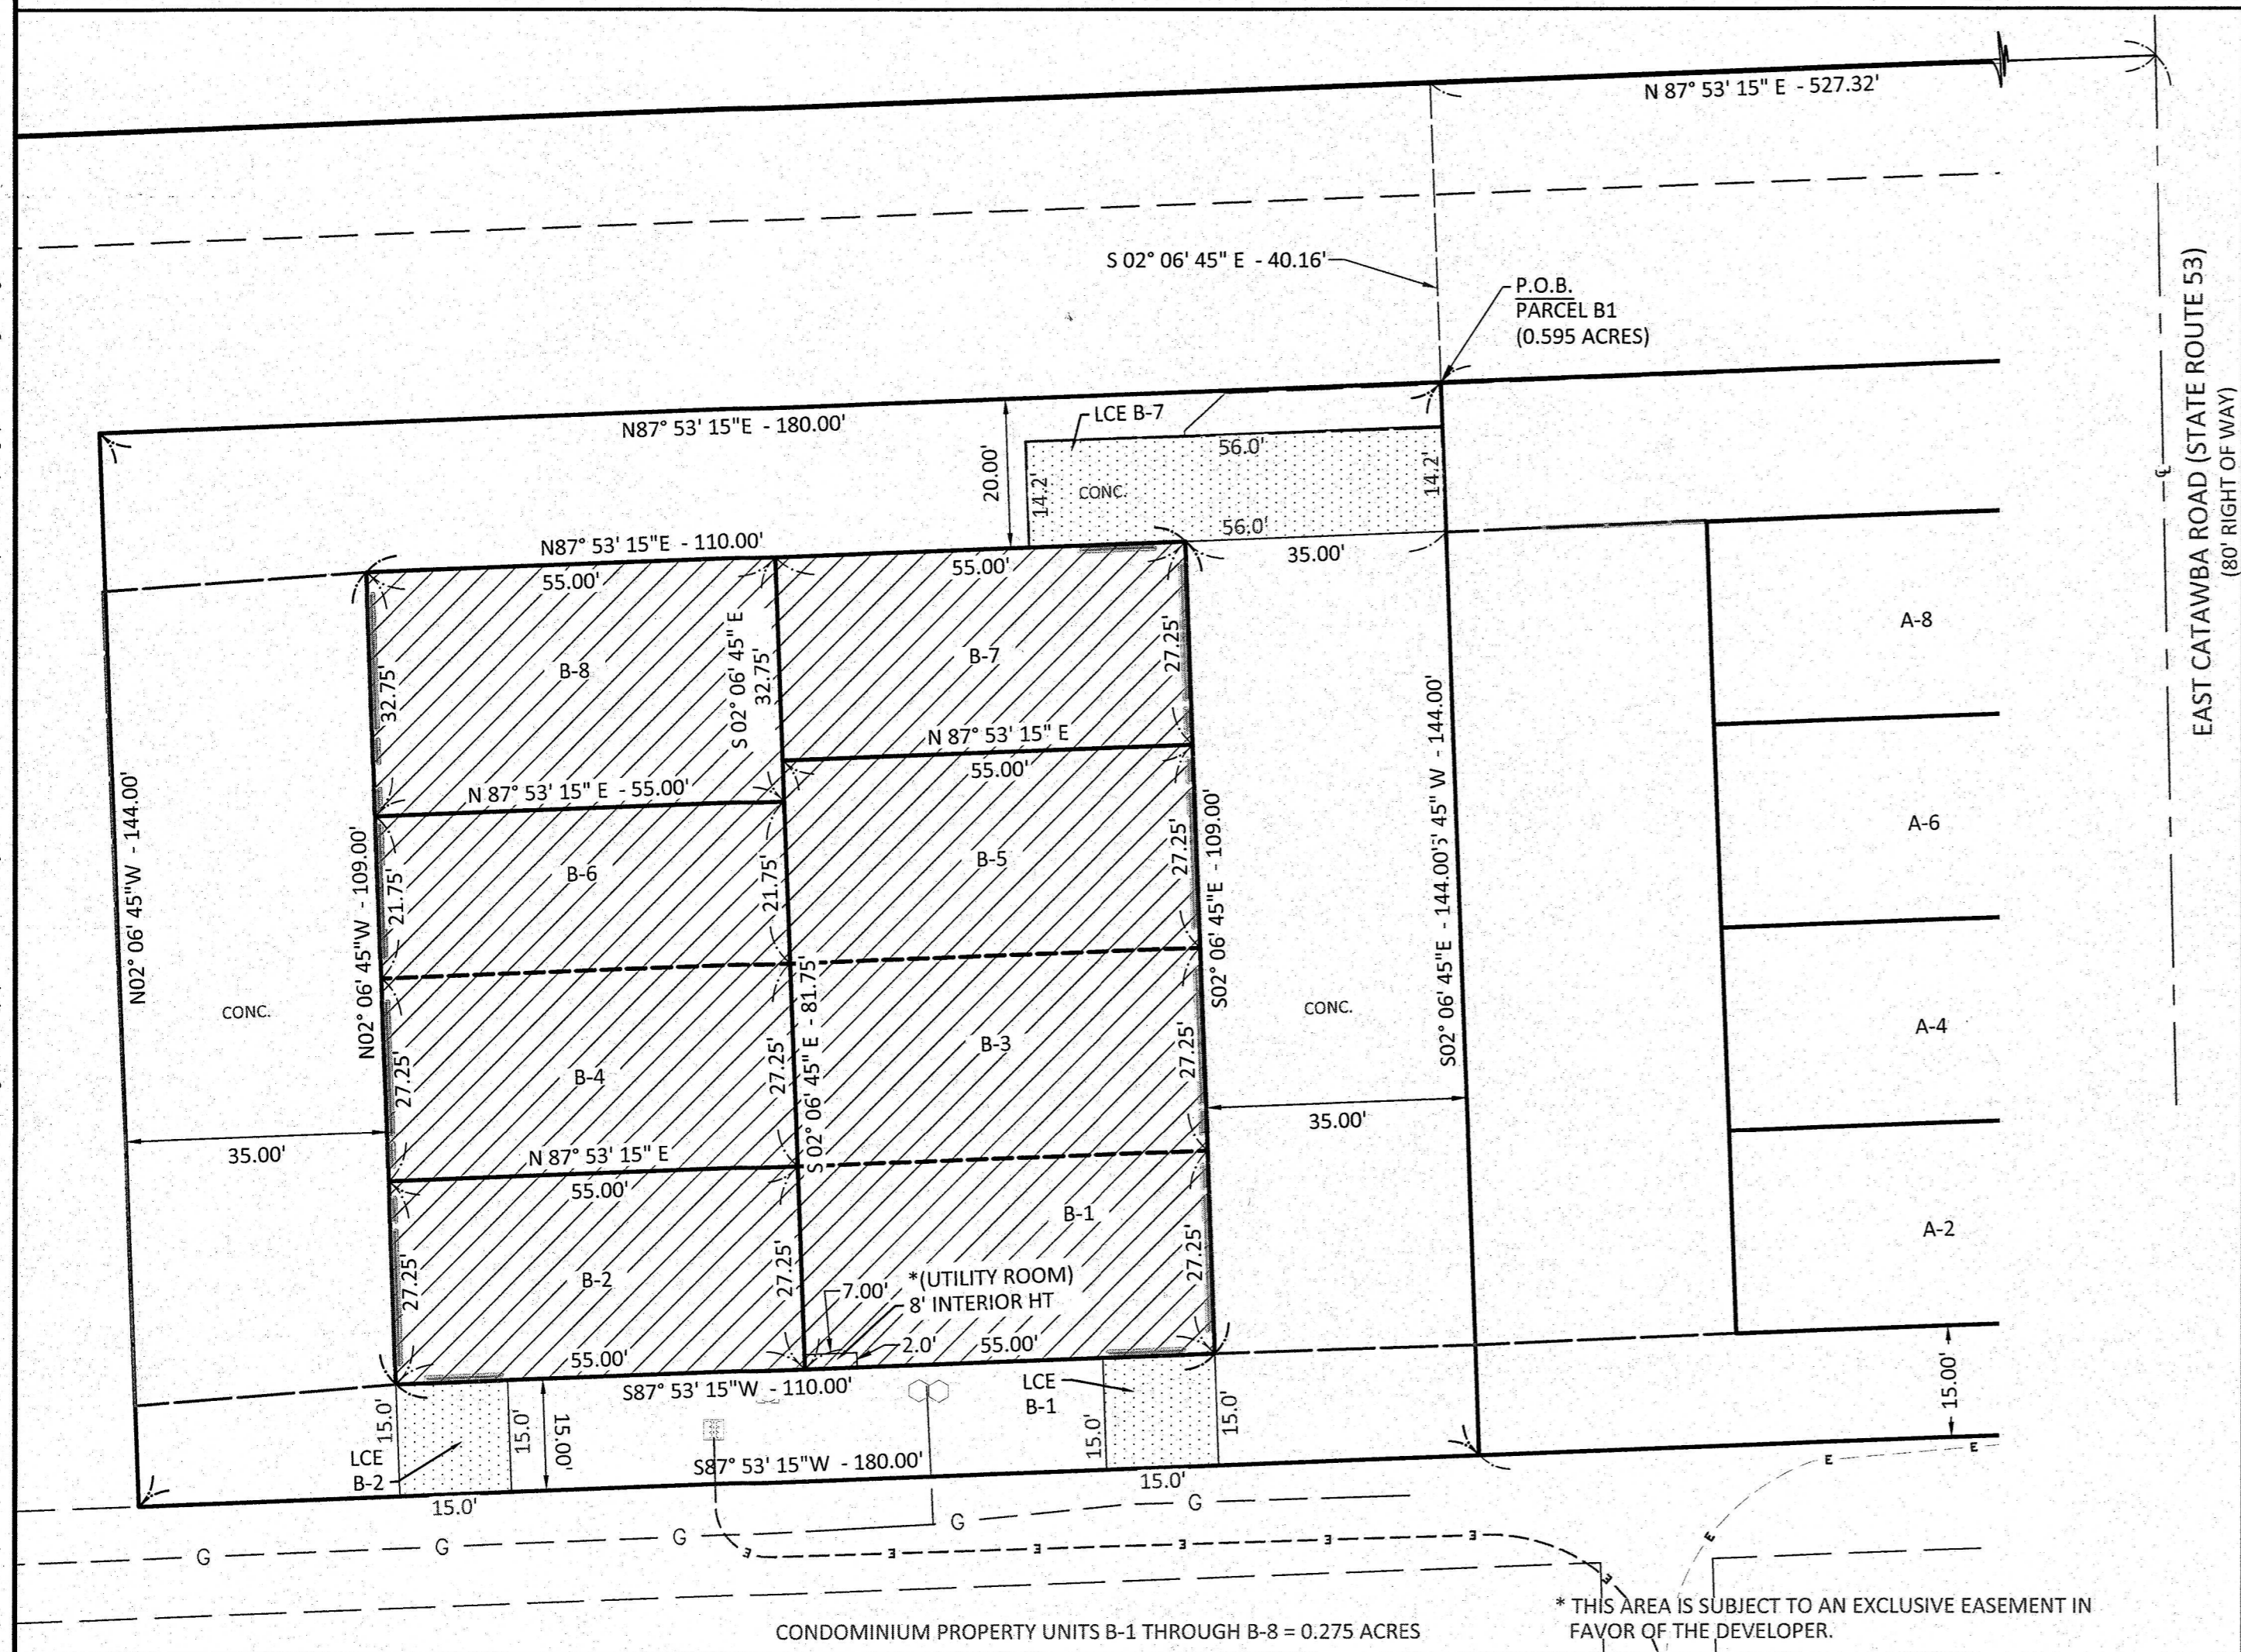 N 87° 53' 15" E - 527.32'
S 02° 06' 45" E - 40.16'
P.O.B.
PARCEL B1
(0.595 ACRES)
EAST CATAWBA ROAD (STATE ROUTE 53)
(80' RIGHT OF WAY)
N87° 53' 15"E - 180.00'
LCE B-7
56.0'
20.00'
14.2'
CONC.
14.2'
56.0'
35.00'
N87° 53' 15"E - 110.00'
55.00'
55.00'
B-8
32.75'
S 02° 06' 45" E
32.75'
B-7
27.25'
A-8
N 87° 53' 15" E
55.00'
N 87° 53' 15" E - 55.00'
N02° 06' 45"W - 144.00'
N02° 06' 45"W - 109.00'
B-6
21.75'
21.75'
B-5
27.25'
S02° 06' 45"E - 109.00'
S02° 06' 45"E - 144.00'5' 45" W - 144.00'
A-6
CONC.
S 02° 06' 45" E - 81.75'
B-4
27.25'
27.25'
B-3
27.25'
CONC.
A-4
35.00'
35.00'
N 87° 53' 15" E
55.00'
B-2
27.25'
27.25'
B-1
27.25'
A-2
*(UTILITY ROOM)
7.00'
8' INTERIOR HT
2.0'
55.00'
55.00'
S87° 53' 15"W - 110.00'
LCE
B-1
15.0'
15.0'
15.00'
15.0'
15.0'
15.00'
LCE
B-2
S87° 53' 15"W - 180.00'
15.0'
15.0'
G G G G G
E E E E E E E
E E E
CONDOMINIUM PROPERTY UNITS B-1 THROUGH B-8 = 0.275 ACRES
* THIS AREA IS SUBJECT TO AN EXCLUSIVE EASEMENT IN
FAVOR OF THE DEVELOPER.